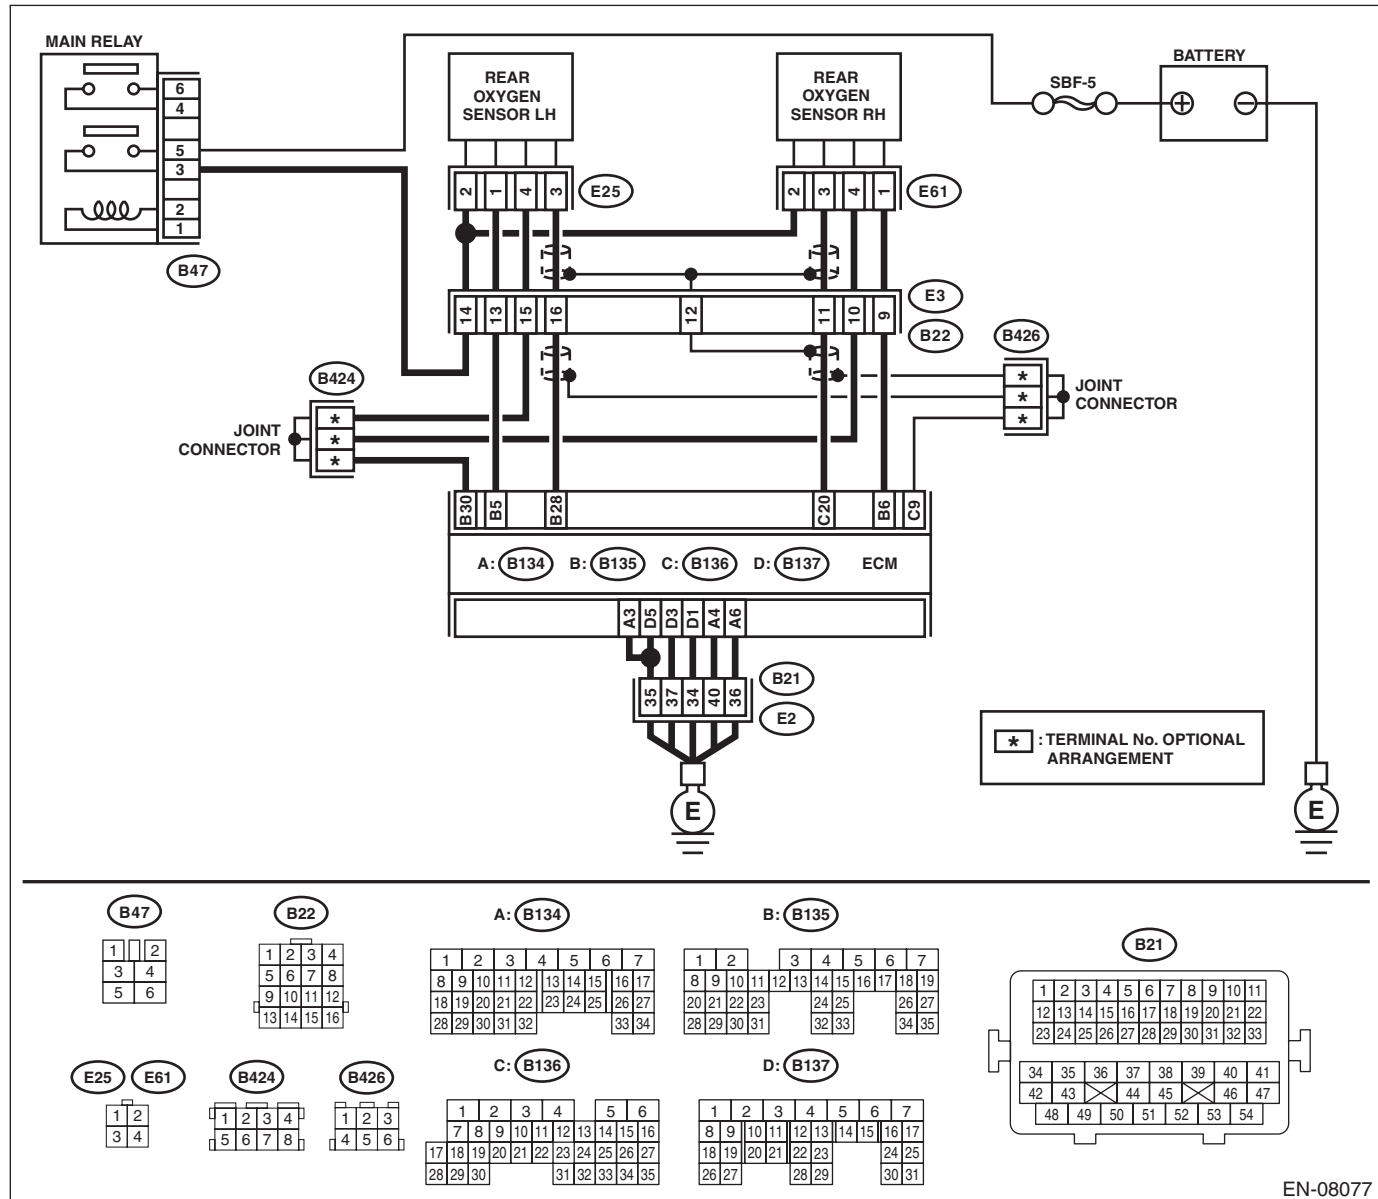 MAIN RELAY
6
4
5
3
2
1
B47
REAR
OXYGEN
SENSOR LH
2 1 4 3
E25
REAR
OXYGEN
SENSOR RH
2 3 4 1
E61
SBF-5
BATTERY
+ −
14 13 15 16 12 11 10 9
E3
B22
B424
*
*
*
JOINT
CONNECTOR
B426
*
*
*
JOINT
CONNECTOR
B30 B5 B28 C20 B6 C9
A: B134 B: B135 C: B136 D: B137 ECM
A3 D5 D3 D1 A4 A6
35 37 34 40 36
B21
E2
E
* : TERMINAL No. OPTIONAL
ARRANGEMENT
E
B47
1 2
3 4
5 6
B22
1 2 3 4
5 6 7 8
9 10 11 12
13 14 15 16
A: B134
1 2 3 4 5 6 7
8 9 10 11 12 13 14 15 16 17
18 19 20 21 22 23 24 25 26 27
28 29 30 31 32 33 34
B: B135
1 2 3 4 5 6 7
8 9 10 11 12 13 14 15 16 17 18 19
20 21 22 23 24 25 26 27
28 29 30 31 32 33 34 35
B21
1 2 3 4 5 6 7 8 9 10 11
12 13 14 15 16 17 18 19 20 21 22
23 24 25 26 27 28 29 30 31 32 33
34 35 36 37 38 39 40 41
42 43 44 45 46 47
48 49 50 51 52 53 54
E25 E61
1 2
3 4
B424
1 2 3 4
5 6 7 8
B426
1 2 3
4 5 6
C: B136
1 2 3 4 5 6
7 8 9 10 11 12 13 14 15 16
17 18 19 20 21 22 23 24 25 26 27
28 29 30 31 32 33 34 35
D: B137
1 2 3 4 5 6 7
8 9 10 11 12 13 14 15 16 17
18 19 20 21 22 23 24 25
26 27 28 29 30 31
EN-08077